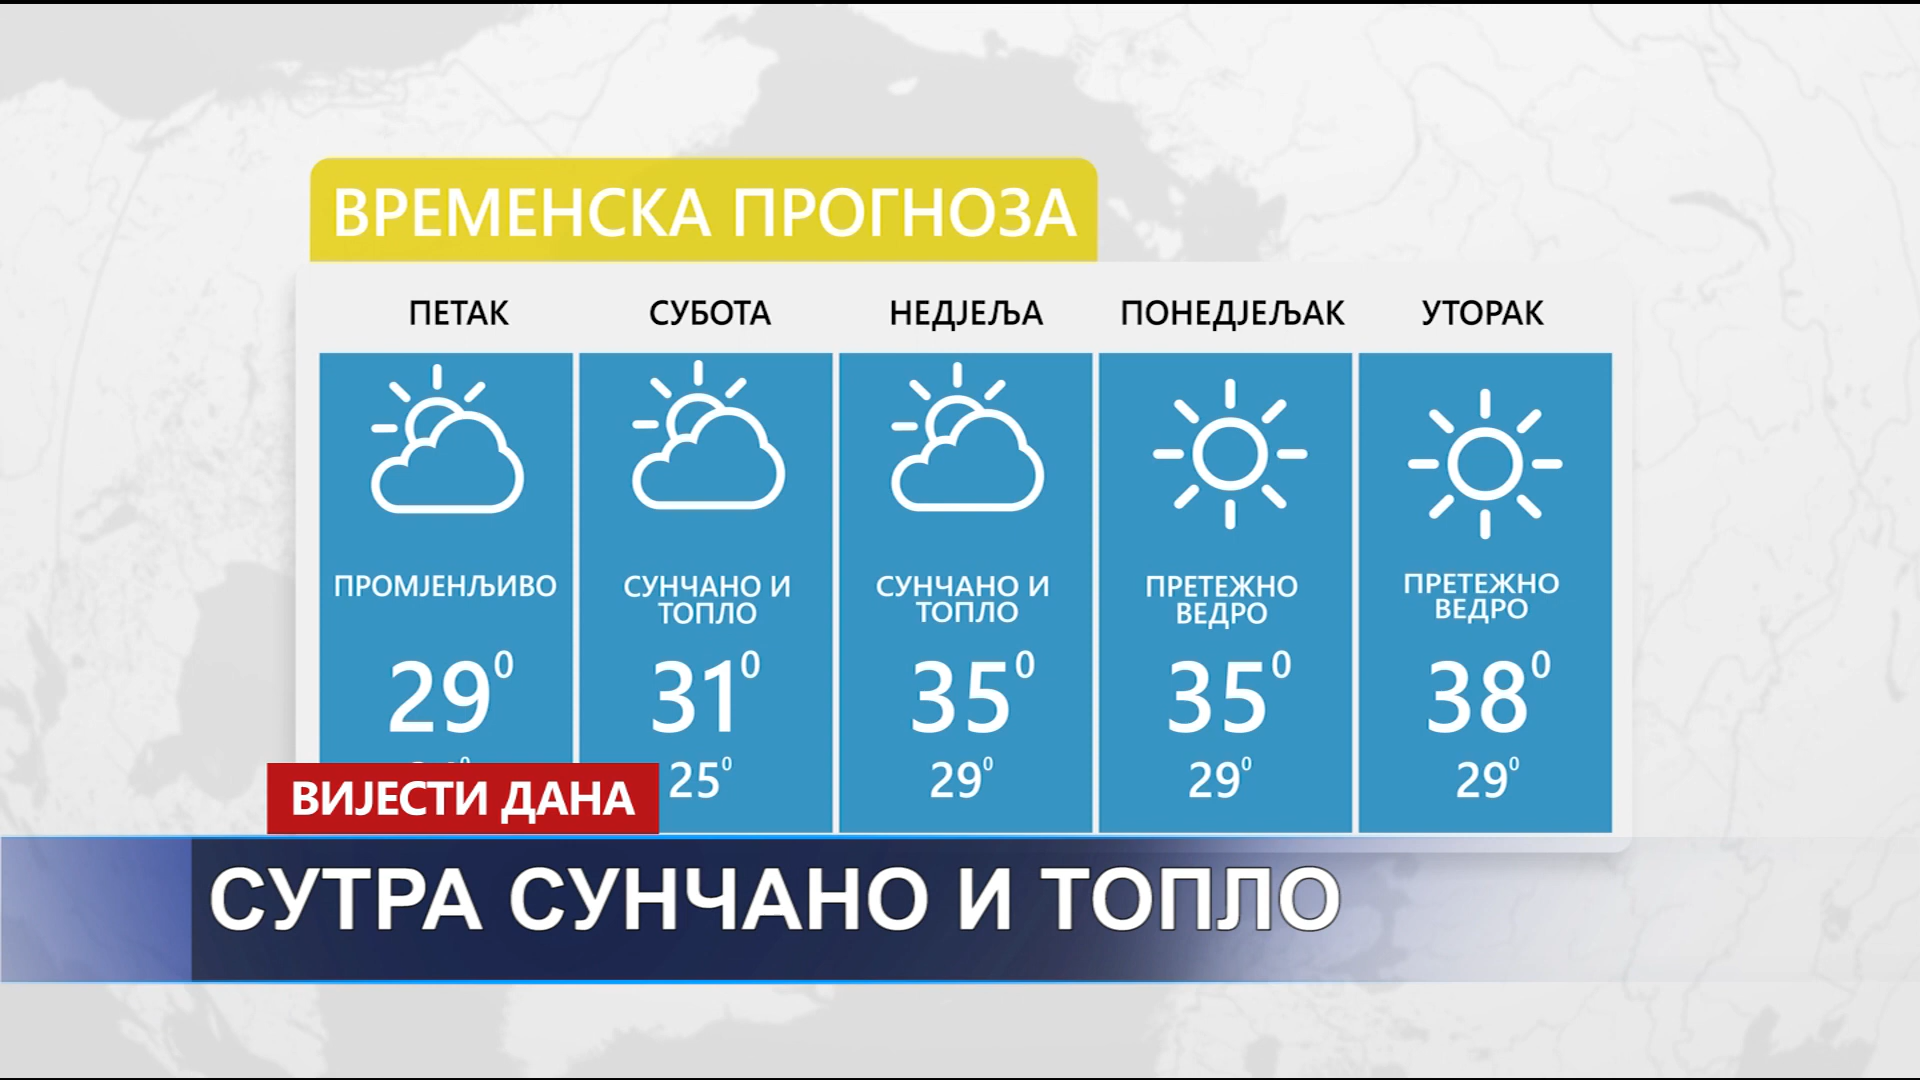 ВРЕМЕНСКА ПРОГНОЗА
ПЕТАК
СУБОТА
НЕДЈЕЉА
ПОНЕДЈЕЉАК
УТОРАК
ПРОМЈЕНЉИВО
СУНЧАНО И
ТОПЛО
СУНЧАНО И
ТОПЛО
ПРЕТЕЖНО
ВЕДРО
ПРЕТЕЖНО
ВЕДРО
29⁰
31⁰
35⁰
35⁰
38⁰
25⁰
29⁰
29⁰
29⁰
ВИЈЕСТИ ДАНА
СУТРА СУНЧАНО И ТОПЛО